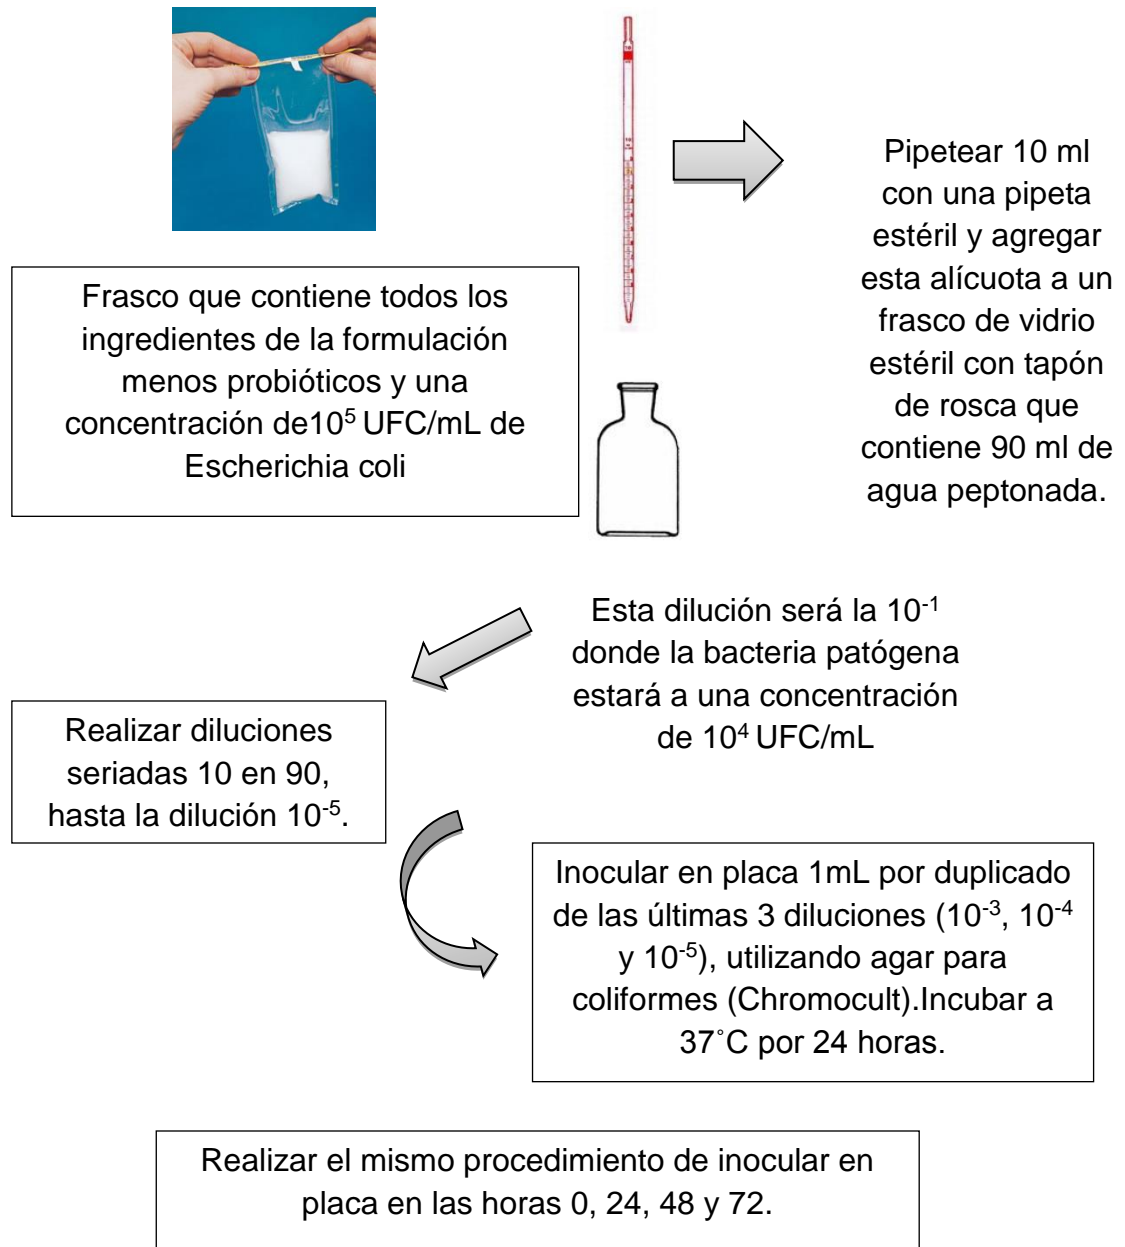 Pipetear 10 ml
con una pipeta
estéril y agregar
esta alícuota a un
frasco de vidrio
estéril con tapón
de rosca que
contiene 90 ml de
agua peptonada.
Frasco que contiene todos los
ingredientes de la formulación
menos probióticos y una
concentración de10⁵ UFC/mL de
Escherichia coli
Esta dilución será la 10⁻¹
donde la bacteria patógena
estará a una concentración
de 10⁴ UFC/mL
Realizar diluciones
seriadas 10 en 90,
hasta la dilución 10⁻⁵.
Inocular en placa 1mL por duplicado
de las últimas 3 diluciones (10⁻³, 10⁻⁴
y 10⁻⁵), utilizando agar para
coliformes (Chromocult).Incubar a
37˚C por 24 horas.
Realizar el mismo procedimiento de inocular en
placa en las horas 0, 24, 48 y 72.